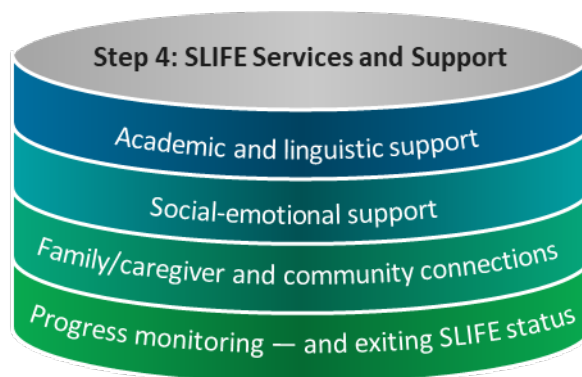 Step 4: SLIFE Services and Support
Academic and linguistic support
Social-emotional support
Family/caregiver and community connections
Progress monitoring — and exiting SLIFE status